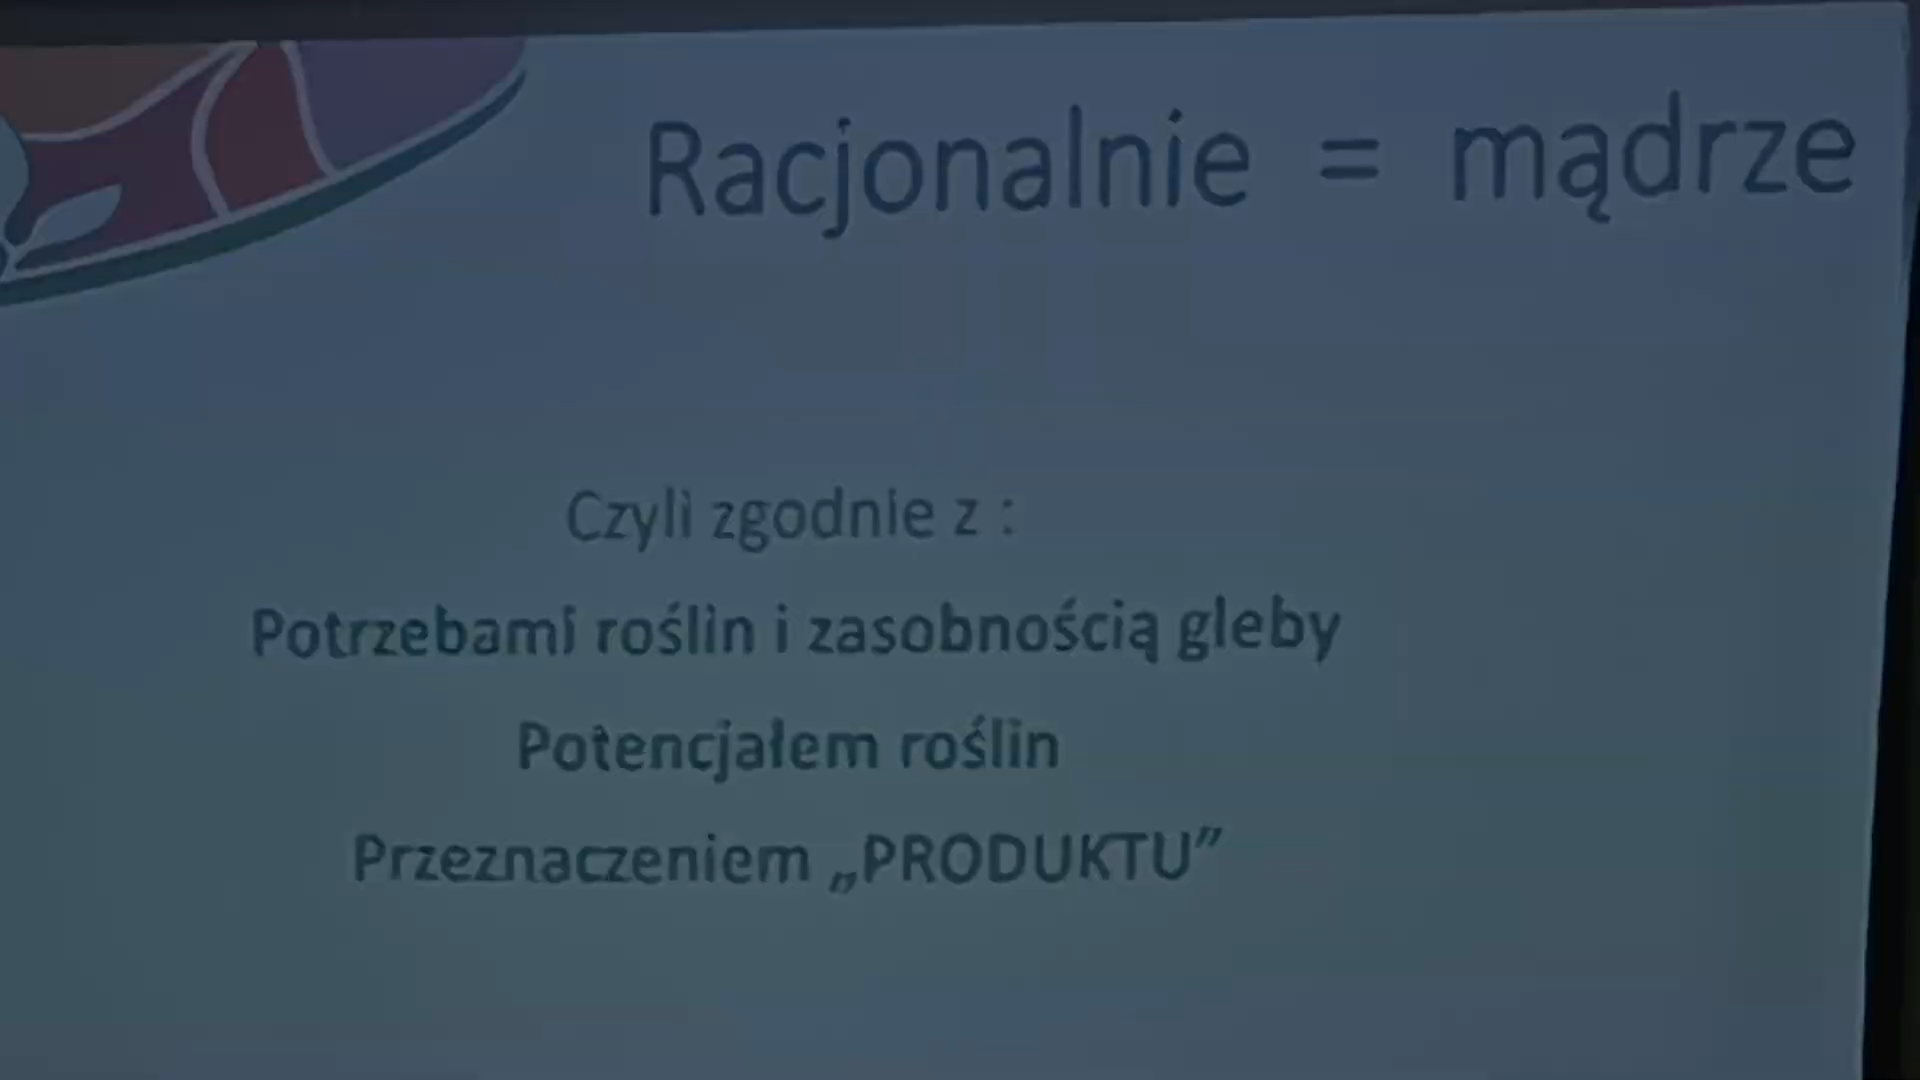 Racjonalnie = mądrze
Czyli zgodnie z :
Potrzebami roślin i zasobnością gleby
Potencjałem roślin
Przeznaczeniem „PRODUKTU”